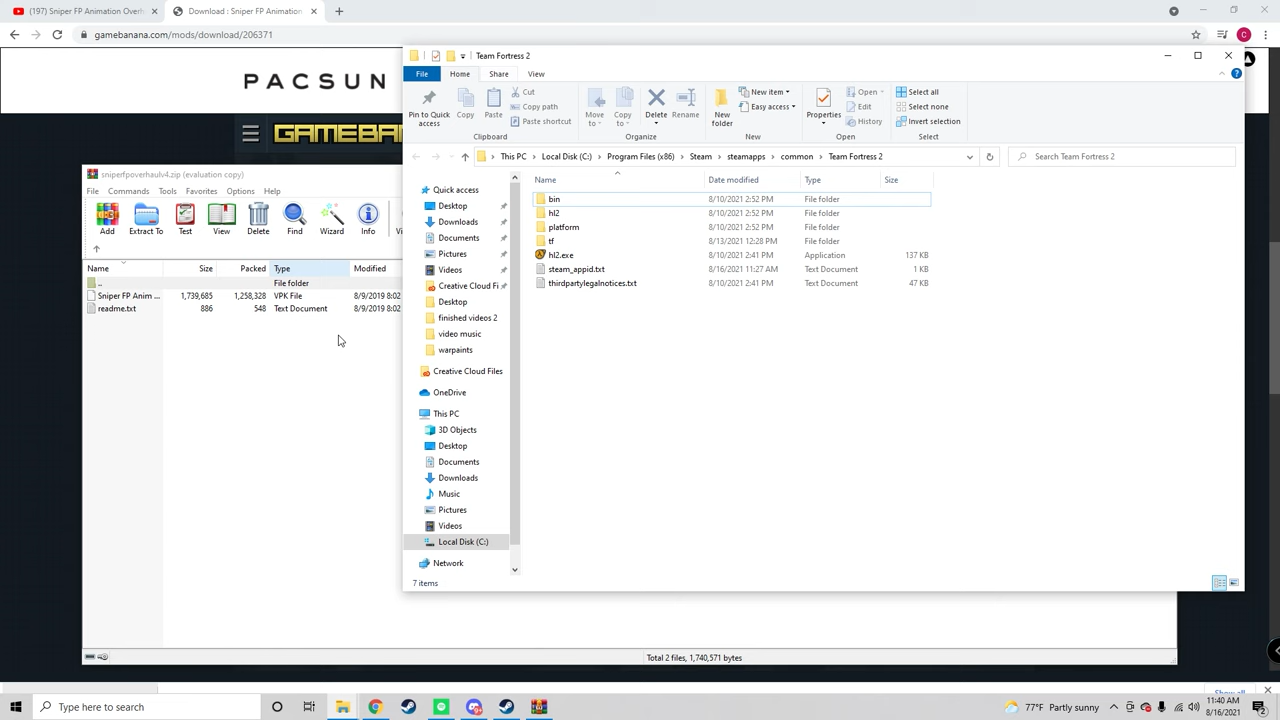 (197) Sniper FP Animation Overh
Download : Sniper FP Animation
gamebanana.com/mods/download/206371
C
PACSUN
GAMEBAN
sniperfpoverhaulv4.zip (evaluation copy)
File Commands Tools Favorites Options Help
Add Extract To Test View Delete Find Wizard Info
Name Size Packed Type Modified
.. File folder
Sniper FP Anim ... 1,739,685 1,258,328 VPK File 8/9/2019 8:02
readme.txt 886 548 Text Document 8/9/2019 8:02
Total 2 files, 1,740,571 bytes
Team Fortress 2
File Home Share View
Pin to Quick access
Copy
Paste
Cut
Copy path
Paste shortcut
Clipboard
Move to
Copy to
Delete
Rename
Organize
New folder
New item
Easy access
New
Properties
Open
Edit
History
Open
Select all
Select none
Invert selection
Select
This PC > Local Disk (C:) > Program Files (x86) > Steam > steamapps > common > Team Fortress 2
Search Team Fortress 2
Quick access
Desktop
Downloads
Documents
Pictures
Videos
Creative Cloud Fi
Desktop
finished videos 2
video music
warpaints
Creative Cloud Files
OneDrive
This PC
3D Objects
Desktop
Documents
Downloads
Music
Pictures
Videos
Local Disk (C:)
Network
Name Date modified Type Size
bin 8/10/2021 2:52 PM File folder
hl2 8/10/2021 2:52 PM File folder
platform 8/10/2021 2:52 PM File folder
tf 8/13/2021 12:28 PM File folder
hl2.exe 8/10/2021 2:41 PM Application 137 KB
steam_appid.txt 8/16/2021 11:27 AM Text Document 1 KB
thirdpartylegalnotices.txt 8/10/2021 2:41 PM Text Document 47 KB
7 items
Show all
Type here to search
77°F Partly sunny
11:40 AM
8/16/2021